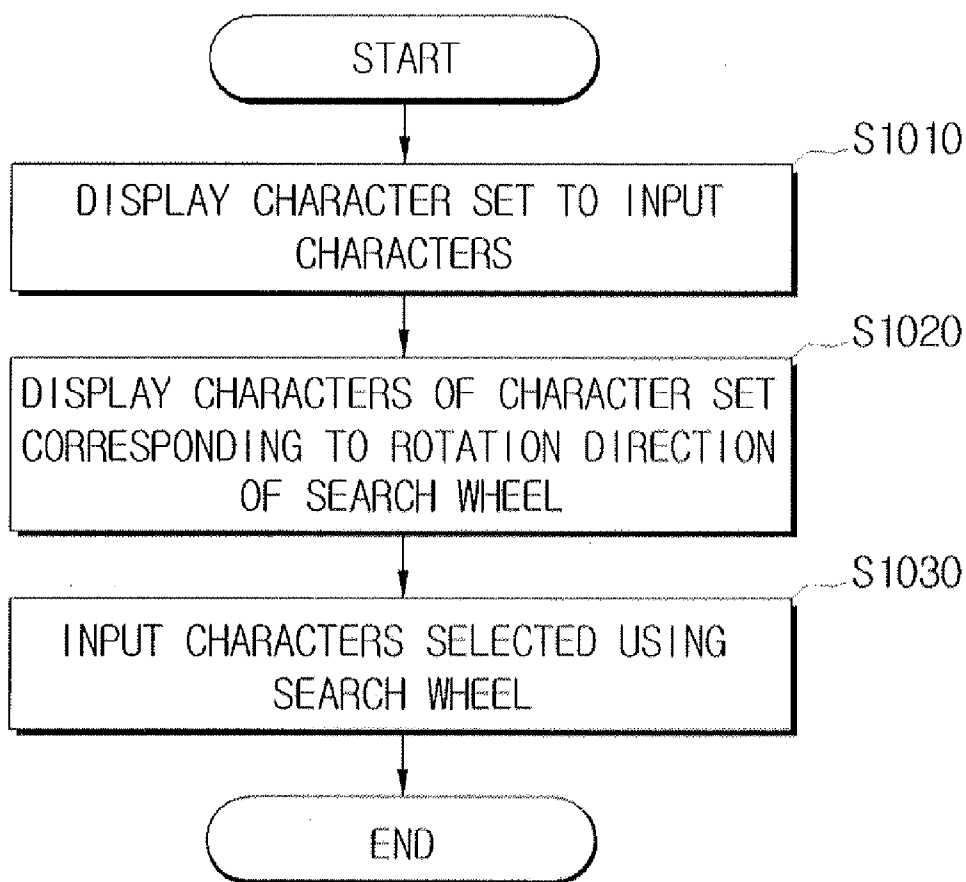 START
S1010
DISPLAY CHARACTER SET TO INPUT
CHARACTERS
S1020
DISPLAY CHARACTERS OF CHARACTER SET
CORRESPONDING TO ROTATION DIRECTION
OF SEARCH WHEEL
S1030
INPUT CHARACTERS SELECTED USING
SEARCH WHEEL
END